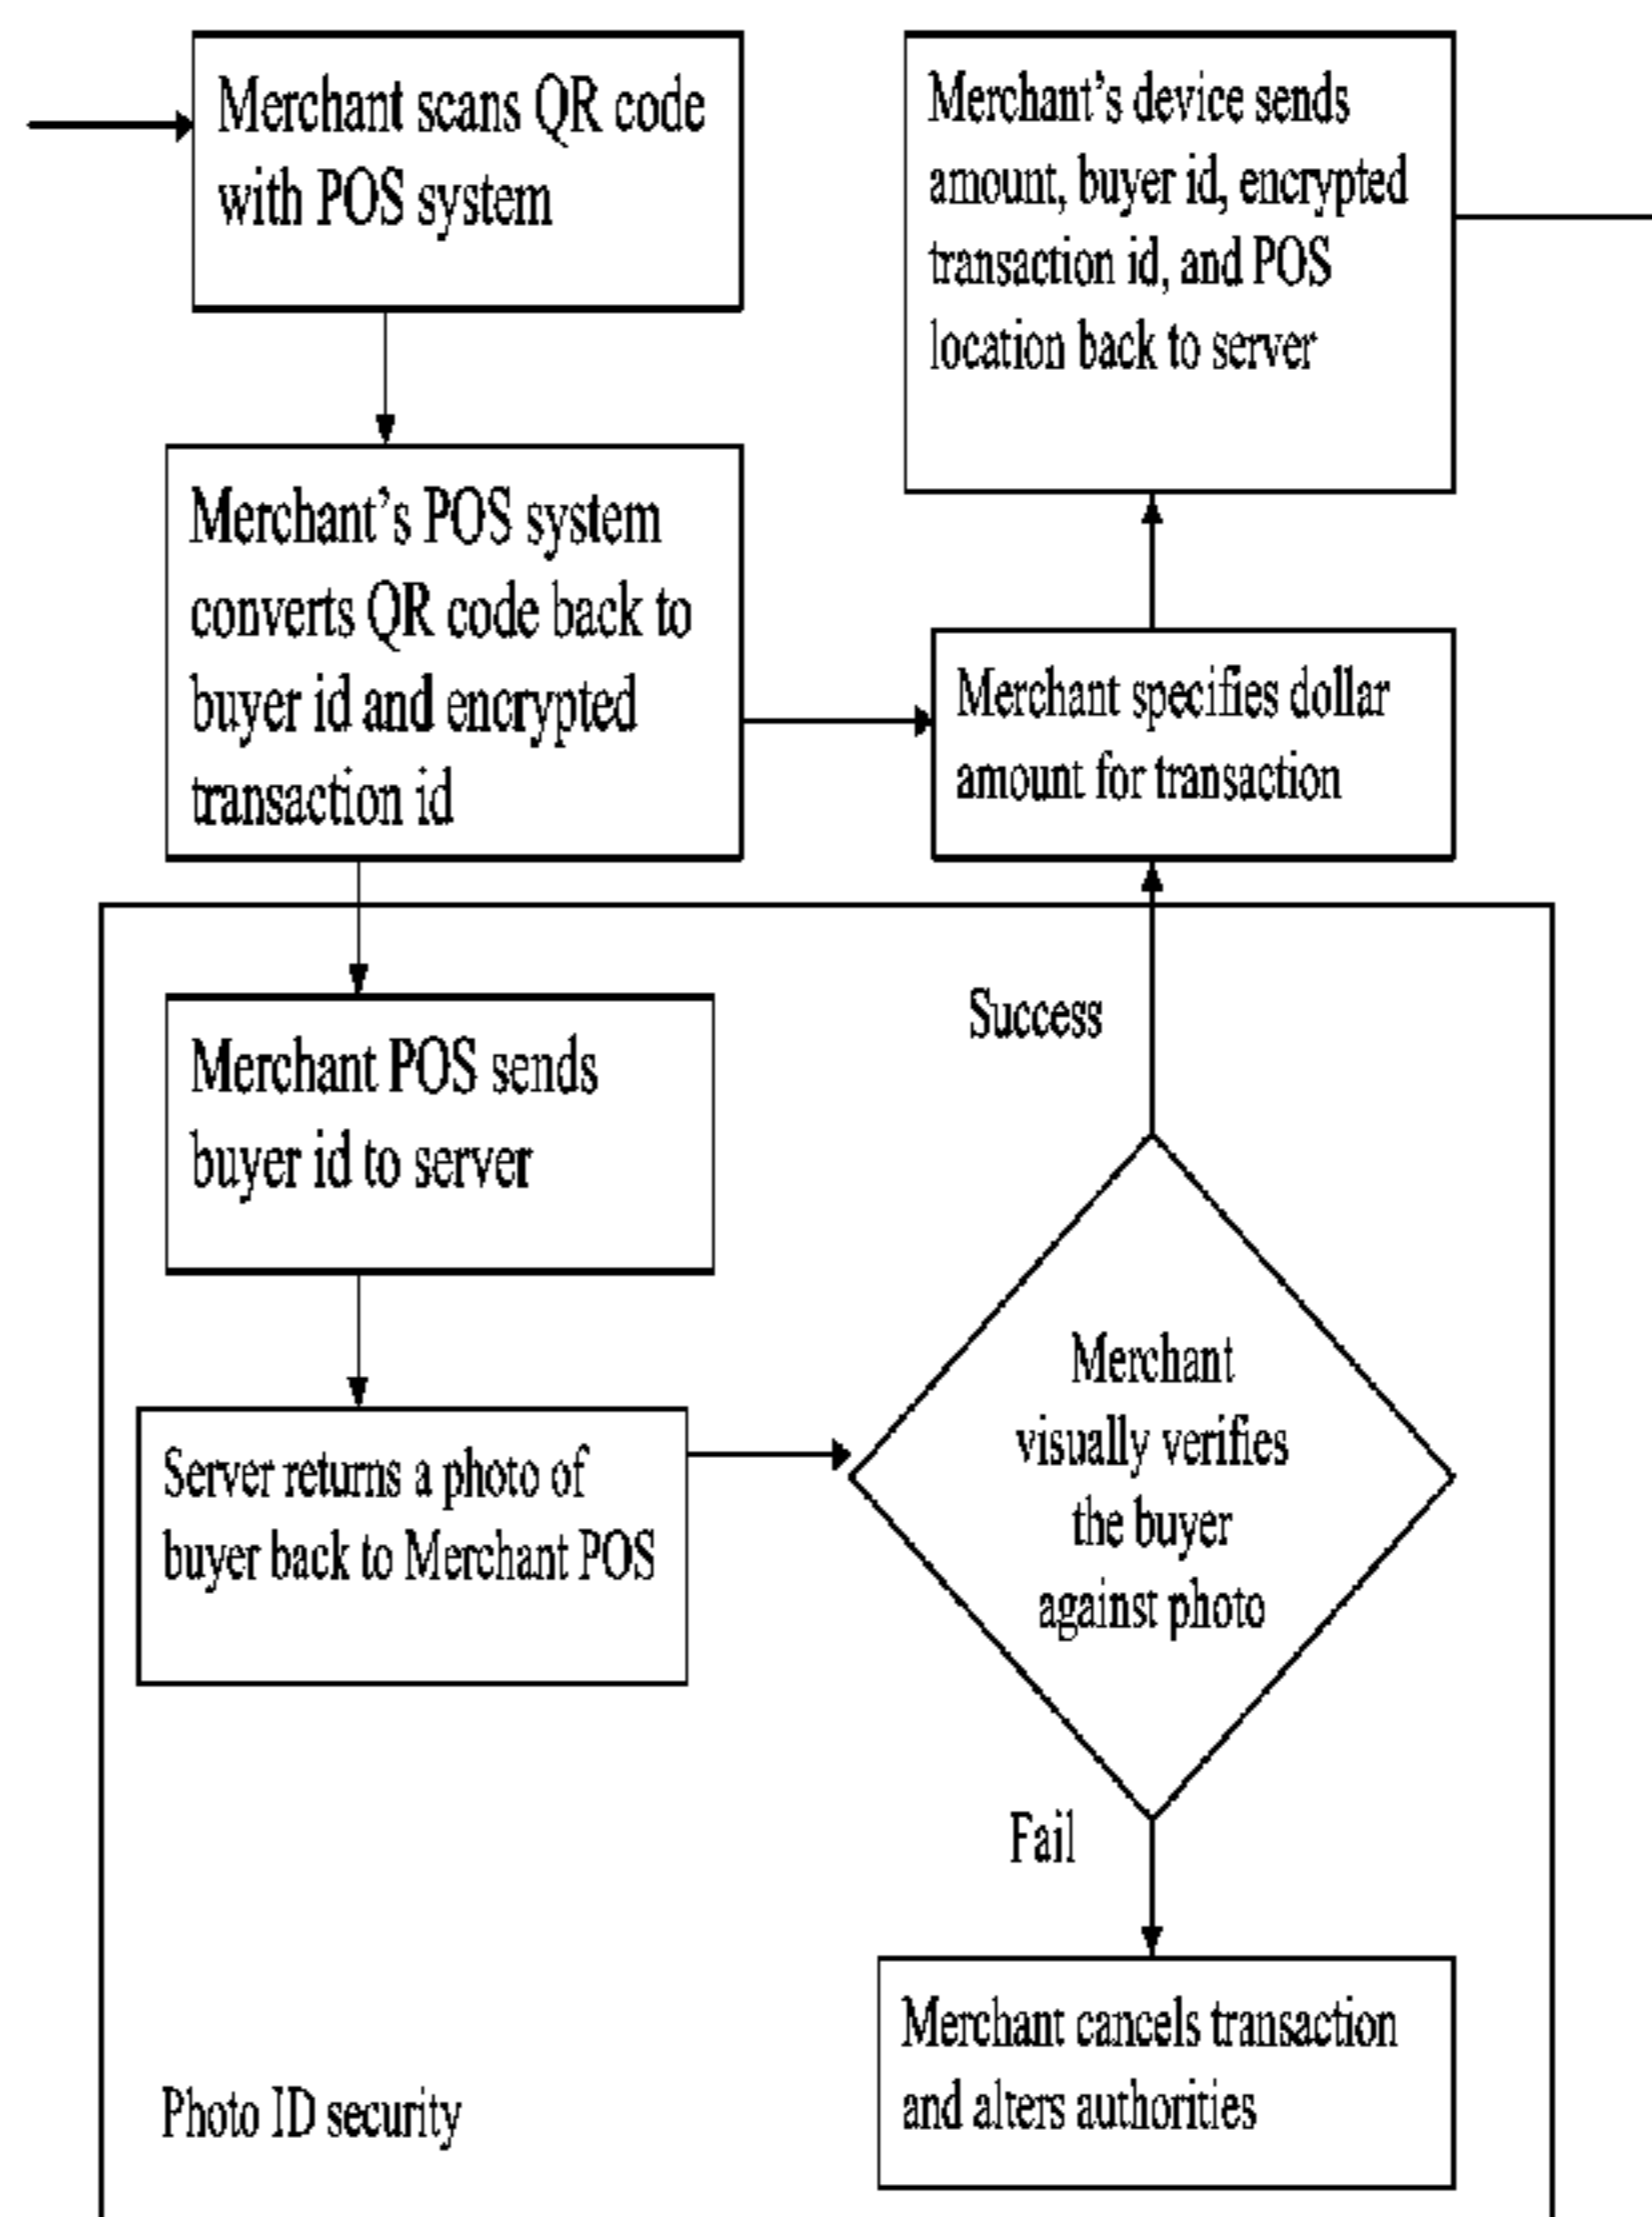 Merchant scans QR code
with POS system
Merchant's POS system
converts QR code back to
buyer id and encrypted
transaction id
Merchant's device sends
amount, buyer id, encrypted
transaction id, and POS
location back to server
Merchant specifies dollar
amount for transaction
Merchant POS sends
buyer id to server
Server returns a photo of
buyer back to Merchant POS
Success
Merchant
visually verifies
the buyer
against photo
Fail
Merchant cancels transaction
and alters authorities
Photo ID security